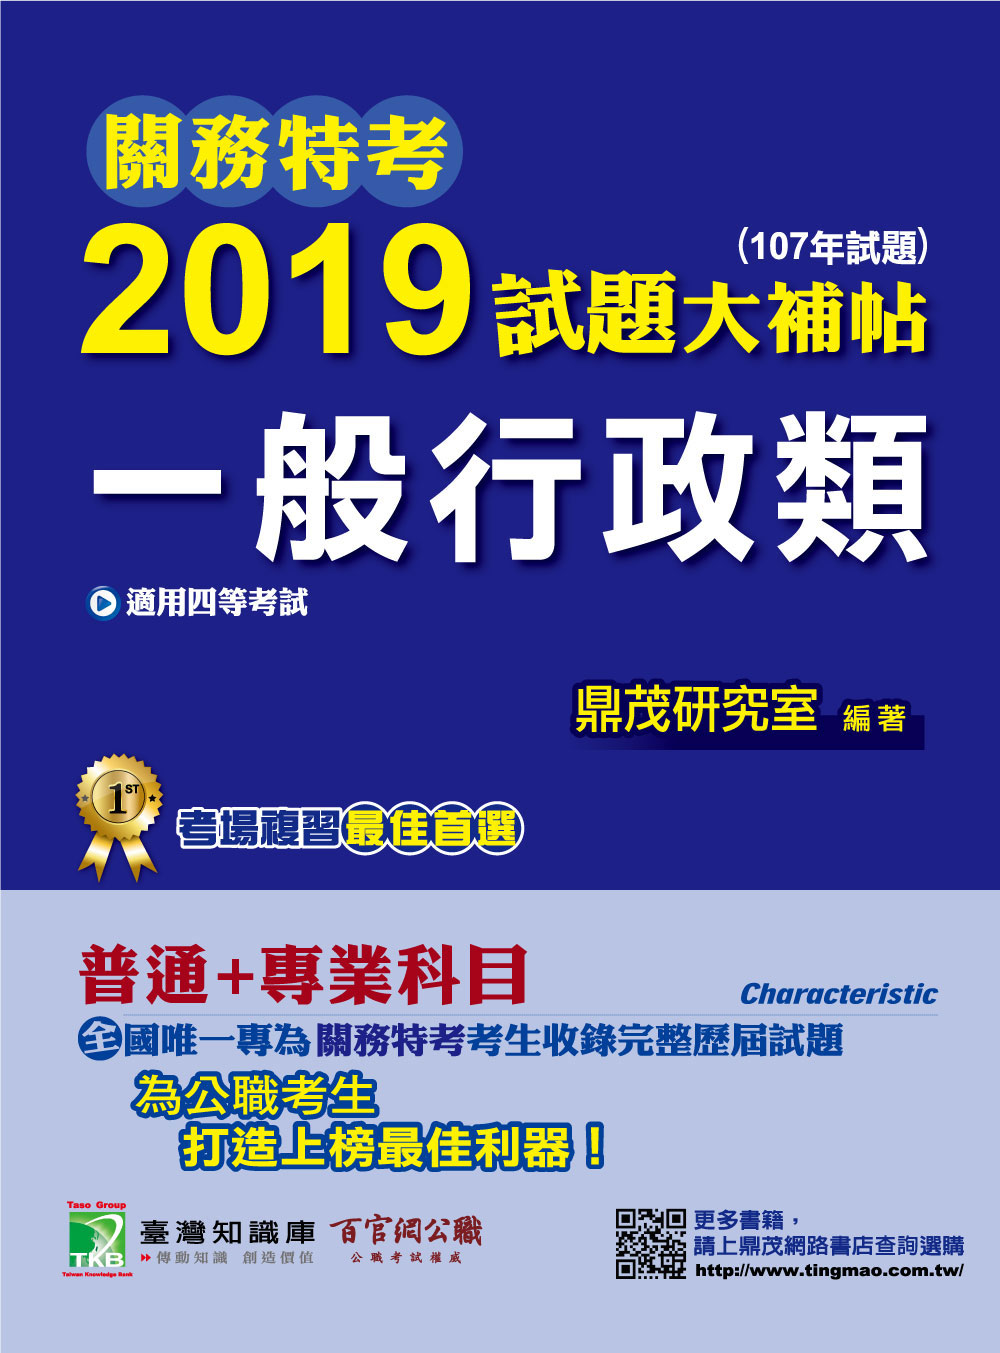 關務特考
(107年試題)
2019試題大補帖
一般行政類
適用四等考試
鼎茂研究室 編著
1ST
考場複習最佳首選
普通+專業科目
Characteristic
全國唯一專為關務特考考生收錄完整歷屆試題
為公職考生
打造上榜最佳利器！
Taso Group
TKB
Taiwan Knowledge Bank
臺灣知識庫
傳動知識 創造價值
百官網公職
公職考試權威
更多書籍，
請上鼎茂網路書店查詢選購
http://www.tingmao.com.tw/